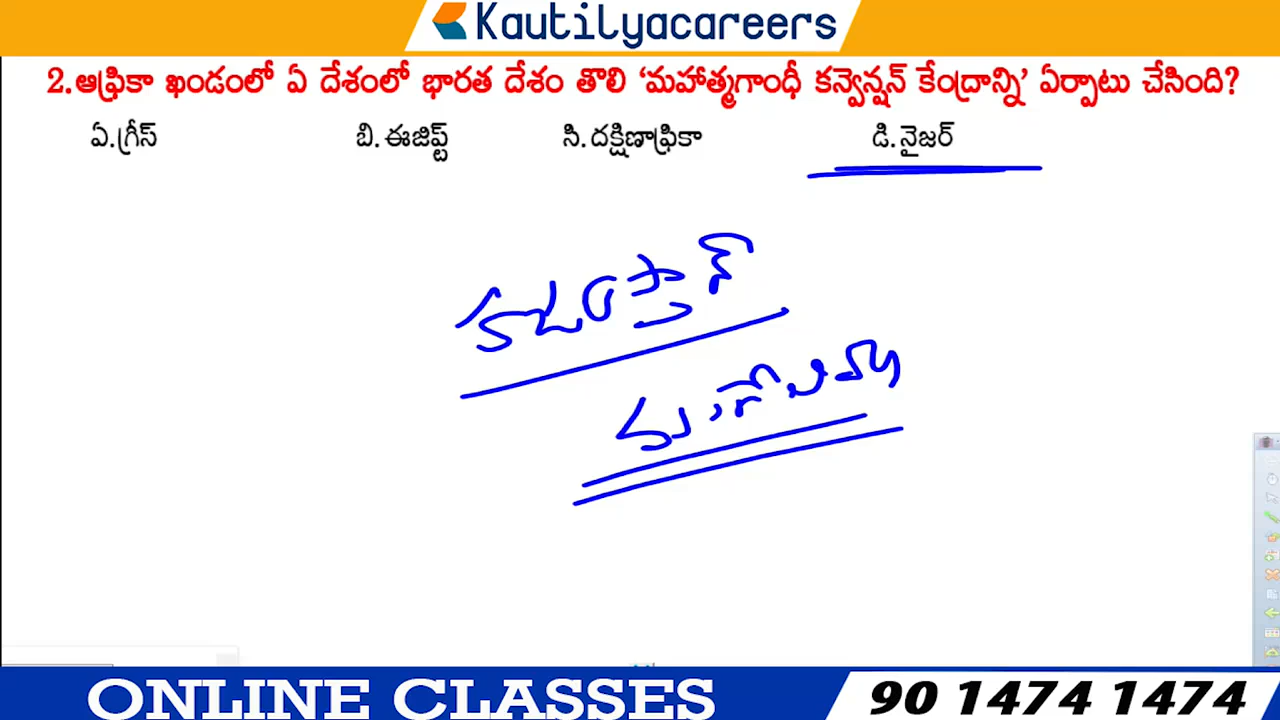 Kautilyacareers
2.ఆఫ్రికా ఖండంలో ఏ దేశంలో భారత దేశం తొలి ‘మహాత్మగాంధీ కన్వెన్షన్ కేంద్రాన్ని’ ఏర్పాటు చేసింది?
ఏ.గ్రీస్ బి.ఈజిప్ట్ సి.దక్షిణాఫ్రికా డి.నైజర్
ONLINE CLASSES 90 1474 1474